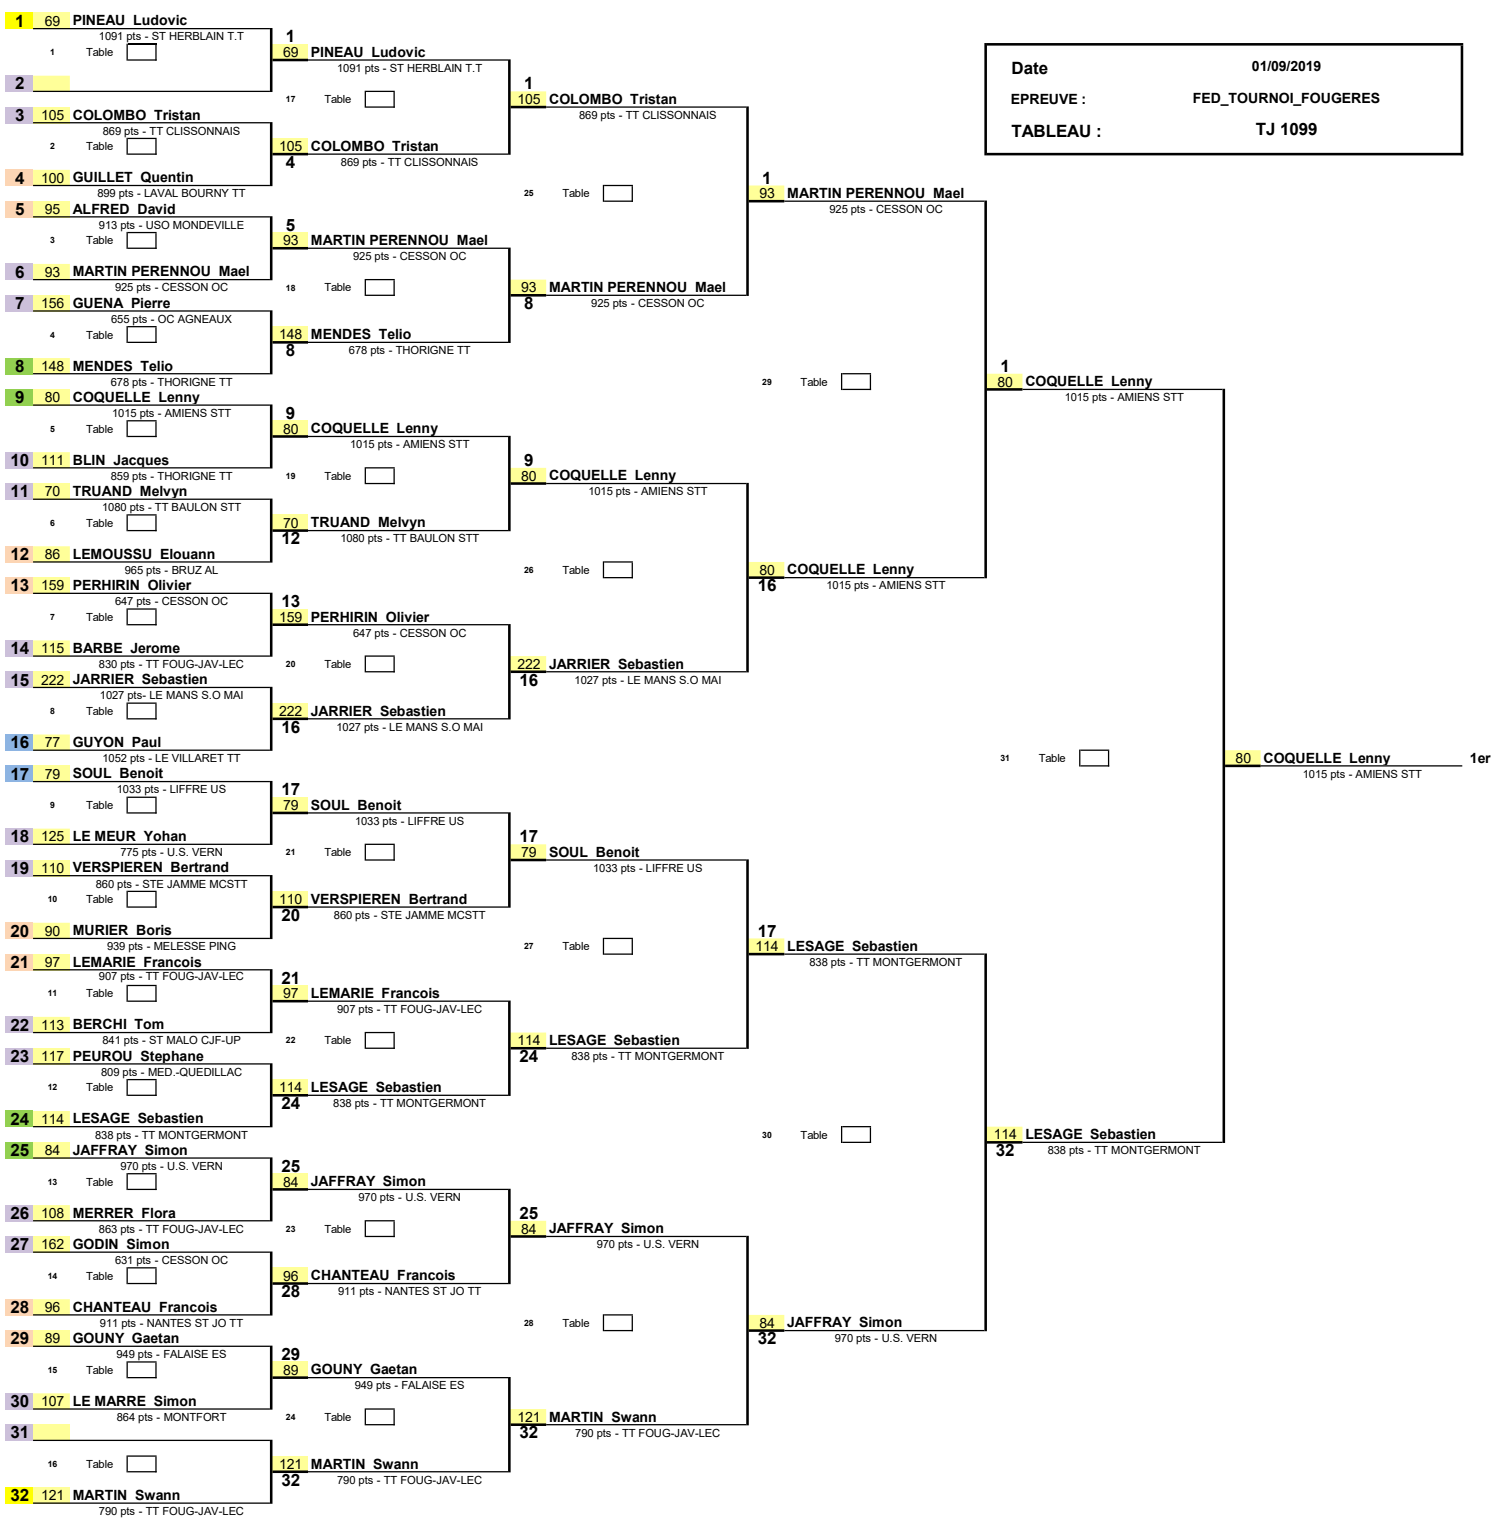 Date 01/09/2019
EPREUVE : FED_TOURNOI_FOUGERES
TABLEAU : TJ 1099
1 69 PINEAU Ludovic
1091 pts - ST HERBLAIN T.T
1 Table
2
3 105 COLOMBO Tristan
869 pts - TT CLISSONNAIS
2 Table
4 100 GUILLET Quentin
899 pts - LAVAL BOURNY TT
5 95 ALFRED David
913 pts - USO MONDEVILLE
3 Table
6 93 MARTIN PERENNOU Mael
925 pts - CESSON OC
7 156 GUENA Pierre
655 pts - OC AGNEAUX
4 Table
8 148 MENDES Telio
678 pts - THORIGNE TT
9 80 COQUELLE Lenny
1015 pts - AMIENS STT
5 Table
10 111 BLIN Jacques
859 pts - THORIGNE TT
11 70 TRUAND Melvyn
1080 pts - TT BAULON STT
6 Table
12 86 LEMOUSSU Elouann
965 pts - BRUZ AL
13 159 PERHIRIN Olivier
647 pts - CESSON OC
7 Table
14 115 BARBE Jerome
830 pts - TT FOUG-JAV-LEC
15 222 JARRIER Sebastien
1027 pts- LE MANS S.O MAI
8 Table
16 77 GUYON Paul
1052 pts - LE VILLARET TT
17 79 SOUL Benoit
1033 pts - LIFFRE US
9 Table
18 125 LE MEUR Yohan
775 pts - U.S. VERN
19 110 VERSPIEREN Bertrand
860 pts - STE JAMME MCSTT
10 Table
20 90 MURIER Boris
939 pts - MELESSE PING
21 97 LEMARIE Francois
907 pts - TT FOUG-JAV-LEC
11 Table
22 113 BERCHI Tom
841 pts - ST MALO CJF-UP
23 117 PEUROU Stephane
809 pts - MED.-QUEDILLAC
12 Table
24 114 LESAGE Sebastien
838 pts - TT MONTGERMONT
25 84 JAFFRAY Simon
970 pts - U.S. VERN
13 Table
26 108 MERRER Flora
863 pts - TT FOUG-JAV-LEC
27 162 GODIN Simon
631 pts - CESSON OC
14 Table
28 96 CHANTEAU Francois
911 pts - NANTES ST JO TT
29 89 GOUNY Gaetan
949 pts - FALAISE ES
15 Table
30 107 LE MARRE Simon
864 pts - MONTFORT
31
16 Table
32 121 MARTIN Swann
790 pts - TT FOUG-JAV-LEC
1
69 PINEAU Ludovic
1091 pts - ST HERBLAIN T.T
17 Table
105 COLOMBO Tristan
4 869 pts - TT CLISSONNAIS
5
93 MARTIN PERENNOU Mael
925 pts - CESSON OC
18 Table
148 MENDES Telio
8 678 pts - THORIGNE TT
9
80 COQUELLE Lenny
1015 pts - AMIENS STT
19 Table
70 TRUAND Melvyn
12 1080 pts - TT BAULON STT
13
159 PERHIRIN Olivier
647 pts - CESSON OC
20 Table
222 JARRIER Sebastien
16 1027 pts - LE MANS S.O MAI
17
79 SOUL Benoit
1033 pts - LIFFRE US
21 Table
110 VERSPIEREN Bertrand
20 860 pts - STE JAMME MCSTT
21
97 LEMARIE Francois
907 pts - TT FOUG-JAV-LEC
22 Table
114 LESAGE Sebastien
24 838 pts - TT MONTGERMONT
25
84 JAFFRAY Simon
970 pts - U.S. VERN
23 Table
96 CHANTEAU Francois
28 911 pts - NANTES ST JO TT
29
89 GOUNY Gaetan
949 pts - FALAISE ES
24 Table
121 MARTIN Swann
32 790 pts - TT FOUG-JAV-LEC
1
105 COLOMBO Tristan
869 pts - TT CLISSONNAIS
25 Table
93 MARTIN PERENNOU Mael
8 925 pts - CESSON OC
9
80 COQUELLE Lenny
1015 pts - AMIENS STT
26 Table
222 JARRIER Sebastien
16 1027 pts - LE MANS S.O MAI
17
79 SOUL Benoit
1033 pts - LIFFRE US
27 Table
114 LESAGE Sebastien
24 838 pts - TT MONTGERMONT
25
84 JAFFRAY Simon
970 pts - U.S. VERN
28 Table
121 MARTIN Swann
32 790 pts - TT FOUG-JAV-LEC
1
93 MARTIN PERENNOU Mael
925 pts - CESSON OC
29 Table
80 COQUELLE Lenny
16 1015 pts - AMIENS STT
17
114 LESAGE Sebastien
838 pts - TT MONTGERMONT
30 Table
84 JAFFRAY Simon
32 970 pts - U.S. VERN
1
80 COQUELLE Lenny
1015 pts - AMIENS STT
31 Table
114 LESAGE Sebastien
32 838 pts - TT MONTGERMONT
80 COQUELLE Lenny 1er
1015 pts - AMIENS STT